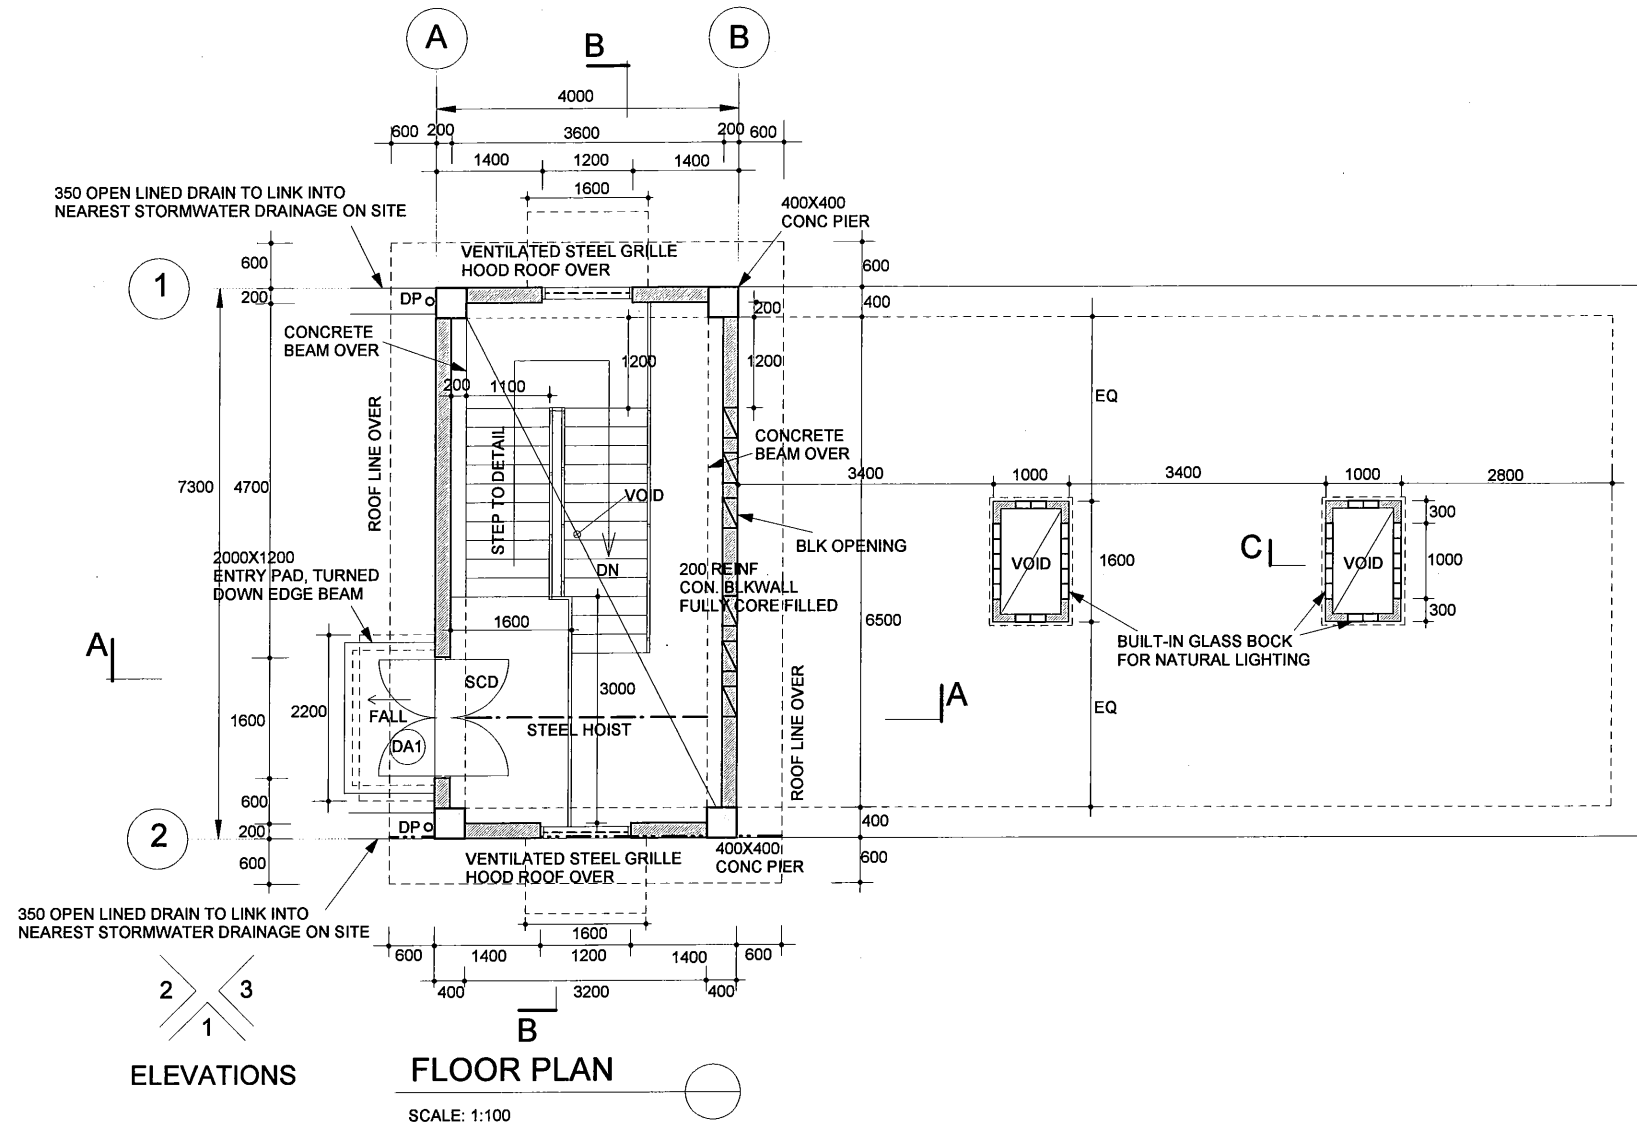 A
B
B
4000
600 200 3600 200 600
1400 1200 1400
1600
350 OPEN LINED DRAIN TO LINK INTO
NEAREST STORMWATER DRAINAGE ON SITE
400X400
CONC PIER
VENTILATED STEEL GRILLE
HOOD ROOF OVER
600
600
1
200
DP
200
400
CONCRETE
BEAM OVER
1200
1200
200 1100
EQ
ROOF LINE OVER
STEP TO DETAIL
CONCRETE
BEAM OVER
3400 1000 3400 1000 2800
7300 4700
VOID
300
BLK OPENING
C
2000X1200
ENTRY PAD, TURNED
DOWN EDGE BEAM
DN
200 REINF
CON. BLKWALL
FULLY CORE FILLED
VOID
1600
VOID
1000
300
1600
6500
A
BUILT-IN GLASS BOCK
FOR NATURAL LIGHTING
SCD
3000
A
ROOF LINE OVER
EQ
1600
2200
FALL
STEEL HOIST
DA1
600
200
2
DP
400
600
600
VENTILATED STEEL GRILLE
HOOD ROOF OVER
400X400
CONC PIER
350 OPEN LINED DRAIN TO LINK INTO
NEAREST STORMWATER DRAINAGE ON SITE
1600
600 1400 1200 1400 600
400 3200 400
2 3
1
B
ELEVATIONS
FLOOR PLAN
SCALE: 1:100